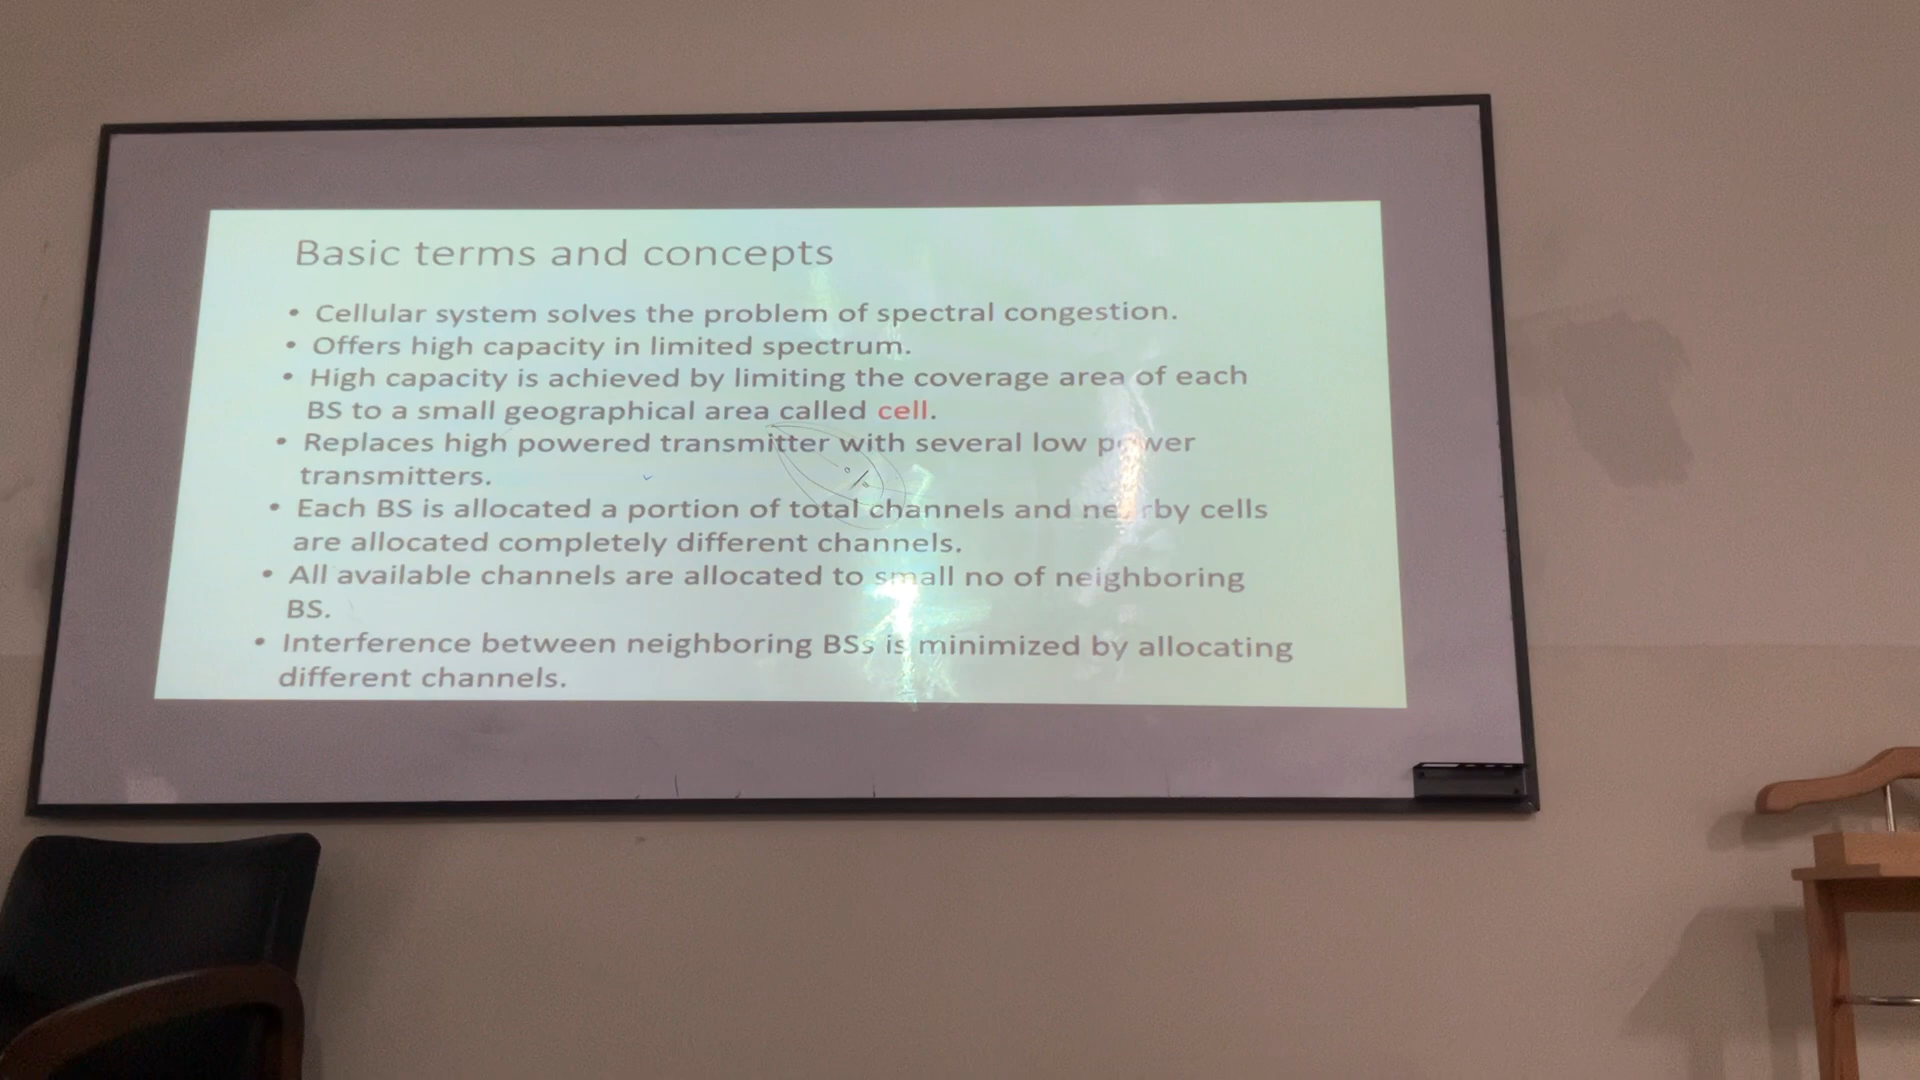 Basic terms and concepts
• Cellular system solves the problem of spectral congestion.
• Offers high capacity in limited spectrum.
• High capacity is achieved by limiting the coverage area of each
BS to a small geographical area called cell.
• Replaces high powered transmitter with several low power
transmitters.
• Each BS is allocated a portion of total channels and nearby cells
are allocated completely different channels.
• All available channels are allocated to small no of neighboring
BS.
• Interference between neighboring BSs is minimized by allocating
different channels.